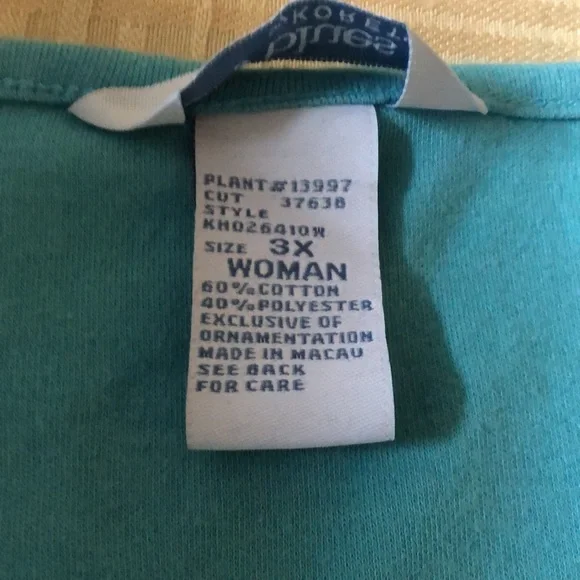 KORET
blues
PLANT# 13997
CUT 37638
STYLE
KH026410W
SIZE 3X
WOMAN
60% COTTON
40% POLYESTER
EXCLUSIVE OF
ORNAMENTATION
MADE IN MACAU
SEE BACK
FOR CARE